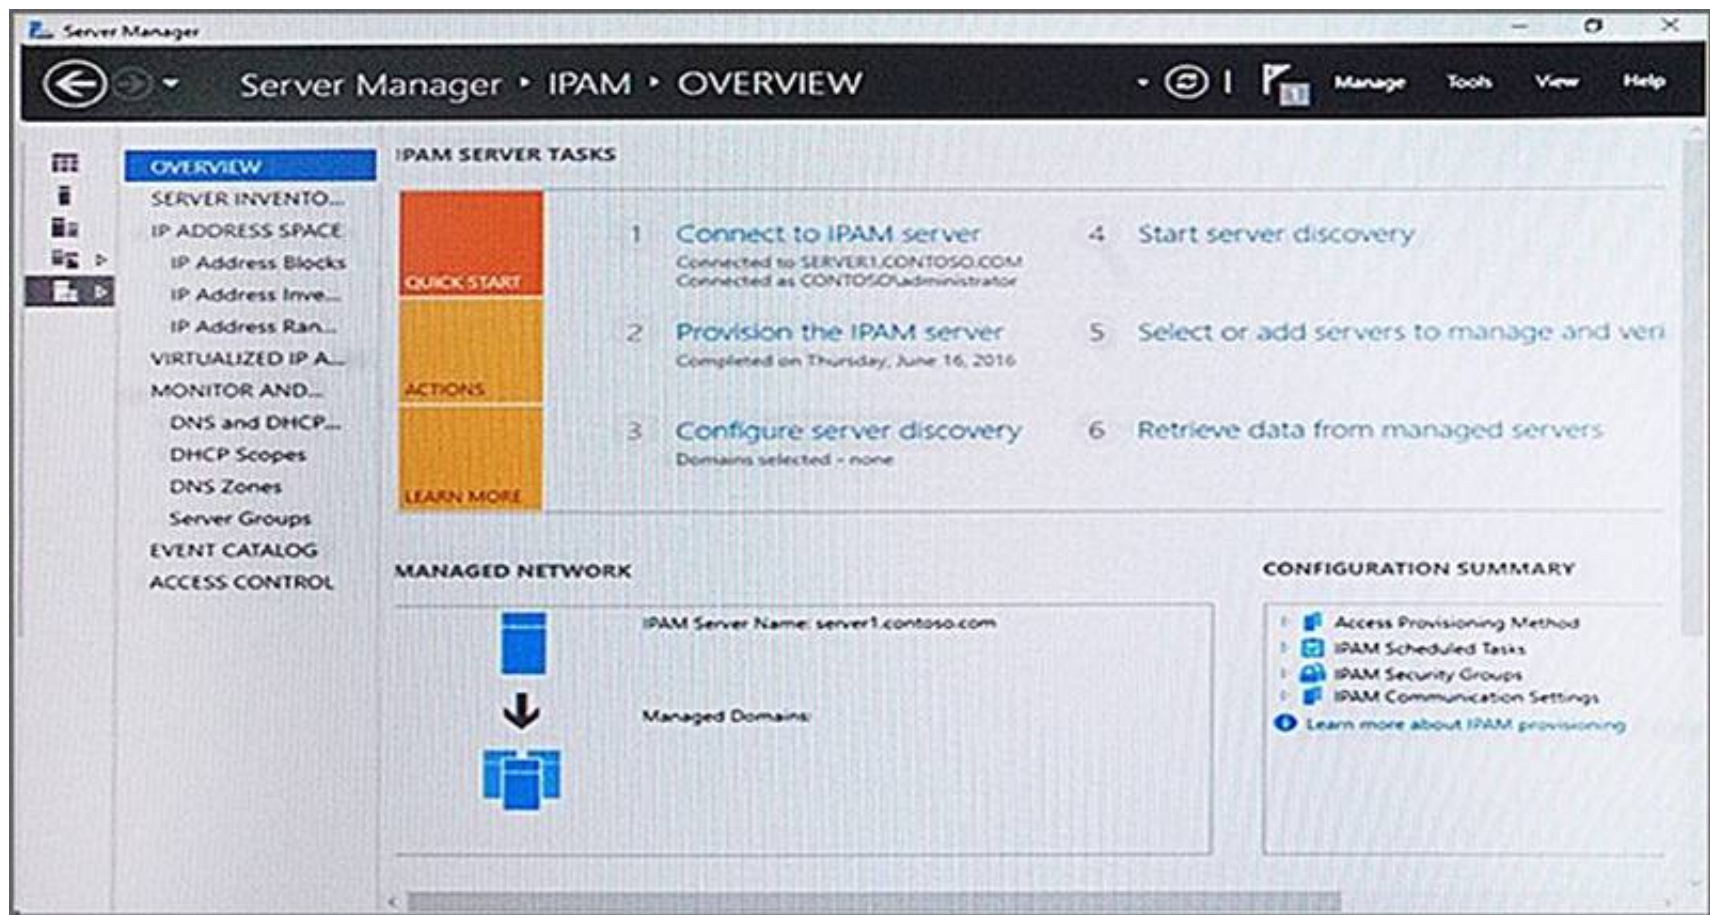 Server Manager
Server Manager ▸ IPAM ▸ OVERVIEW
1
Manage
Tools
View
Help
OVERVIEW
SERVER INVENTO...
IP ADDRESS SPACE
IP Address Blocks
IP Address Inve...
IP Address Ran...
VIRTUALIZED IP A...
MONITOR AND...
DNS and DHCP...
DHCP Scopes
DNS Zones
Server Groups
EVENT CATALOG
ACCESS CONTROL
IPAM SERVER TASKS
QUICK START
ACTIONS
LEARN MORE
1 Connect to IPAM server
Connected to SERVER1.CONTOSO.COM
Connected as CONTOSO\administrator
2 Provision the IPAM server
Completed on Thursday, June 16, 2016
3 Configure server discovery
Domains selected - none
4 Start server discovery
5 Select or add servers to manage and veri
6 Retrieve data from managed servers
MANAGED NETWORK
IPAM Server Name: server1.contoso.com
Managed Domains:
CONFIGURATION SUMMARY
Access Provisioning Method
IPAM Scheduled Tasks
IPAM Security Groups
IPAM Communication Settings
Learn more about IPAM provisioning